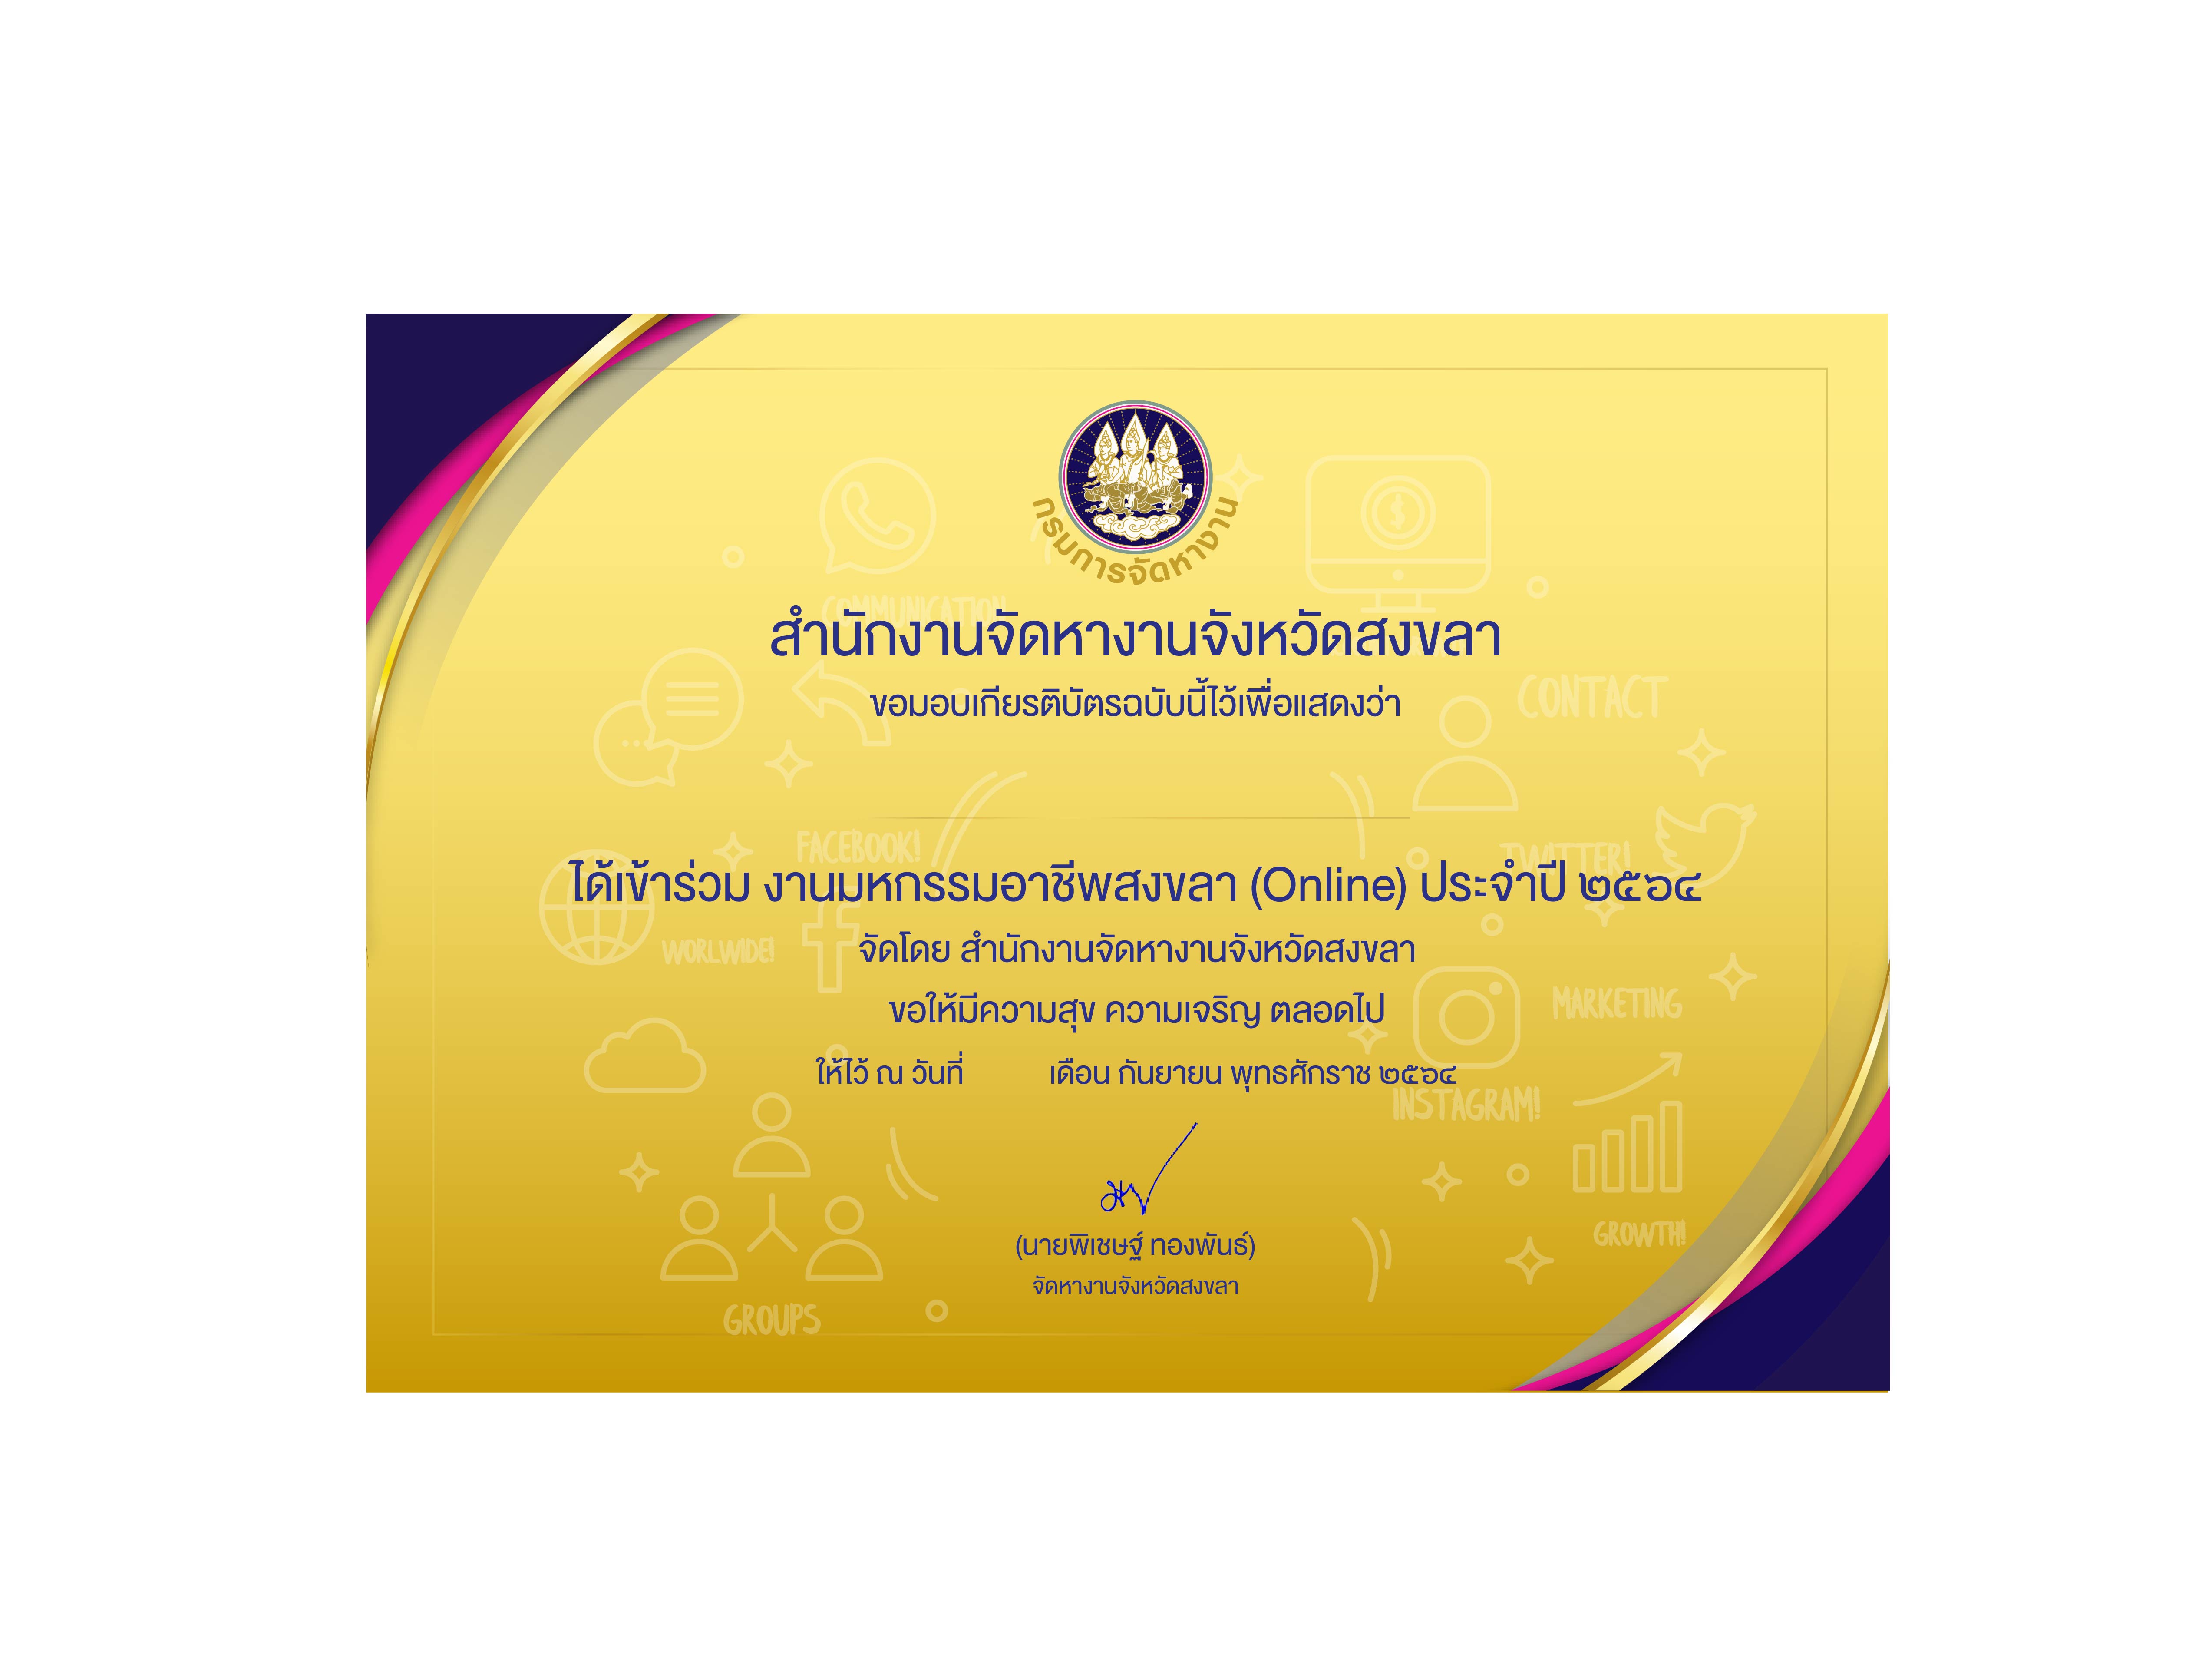 กรมการจัดหางาน
COMMUNICATION
สำนักงานจัดหางานจังหวัดสงขลา
ขอมอบเกียรติบัตรฉบับนี้ไว้เพื่อแสดงว่า
CONTACT
FACEBOOK!
TWITTER!
ได้เข้าร่วม งานมหกรรมอาชีพสงขลา (Online) ประจำปี ๒๕๖๔
WORLWIDE!
จัดโดย สำนักงานจัดหางานจังหวัดสงขลา
MARKETING
ขอให้มีความสุข ความเจริญ ตลอดไป
ให้ไว้ ณ วันที่ เดือน กันยายน พุทธศักราช ๒๕๖๔
INSTAGRAM!
GROWTH!
(นายพิเชษฐ์ ทองพันธ์)
จัดหางานจังหวัดสงขลา
GROUPS